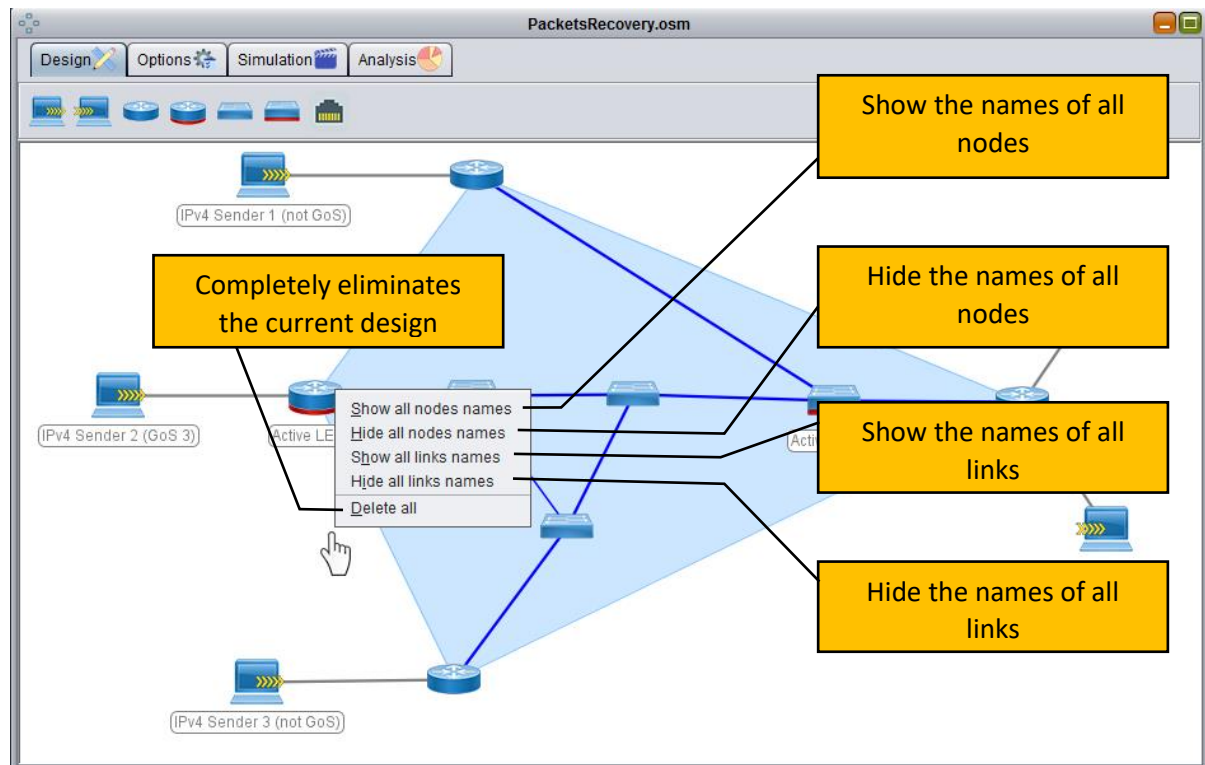 PacketsRecovery.osm
Design
Options
Simulation
Analysis
Show the names of all
nodes
IPv4 Sender 1 (not GoS)
Completely eliminates
the current design
Hide the names of all
nodes
Show all nodes names
Hide all nodes names
Show all links names
Hide all links names
Delete all
IPv4 Sender 2 (GoS 3)
Active
Show the names of all
links
Hide the names of all
links
IPv4 Sender 3 (not GoS)